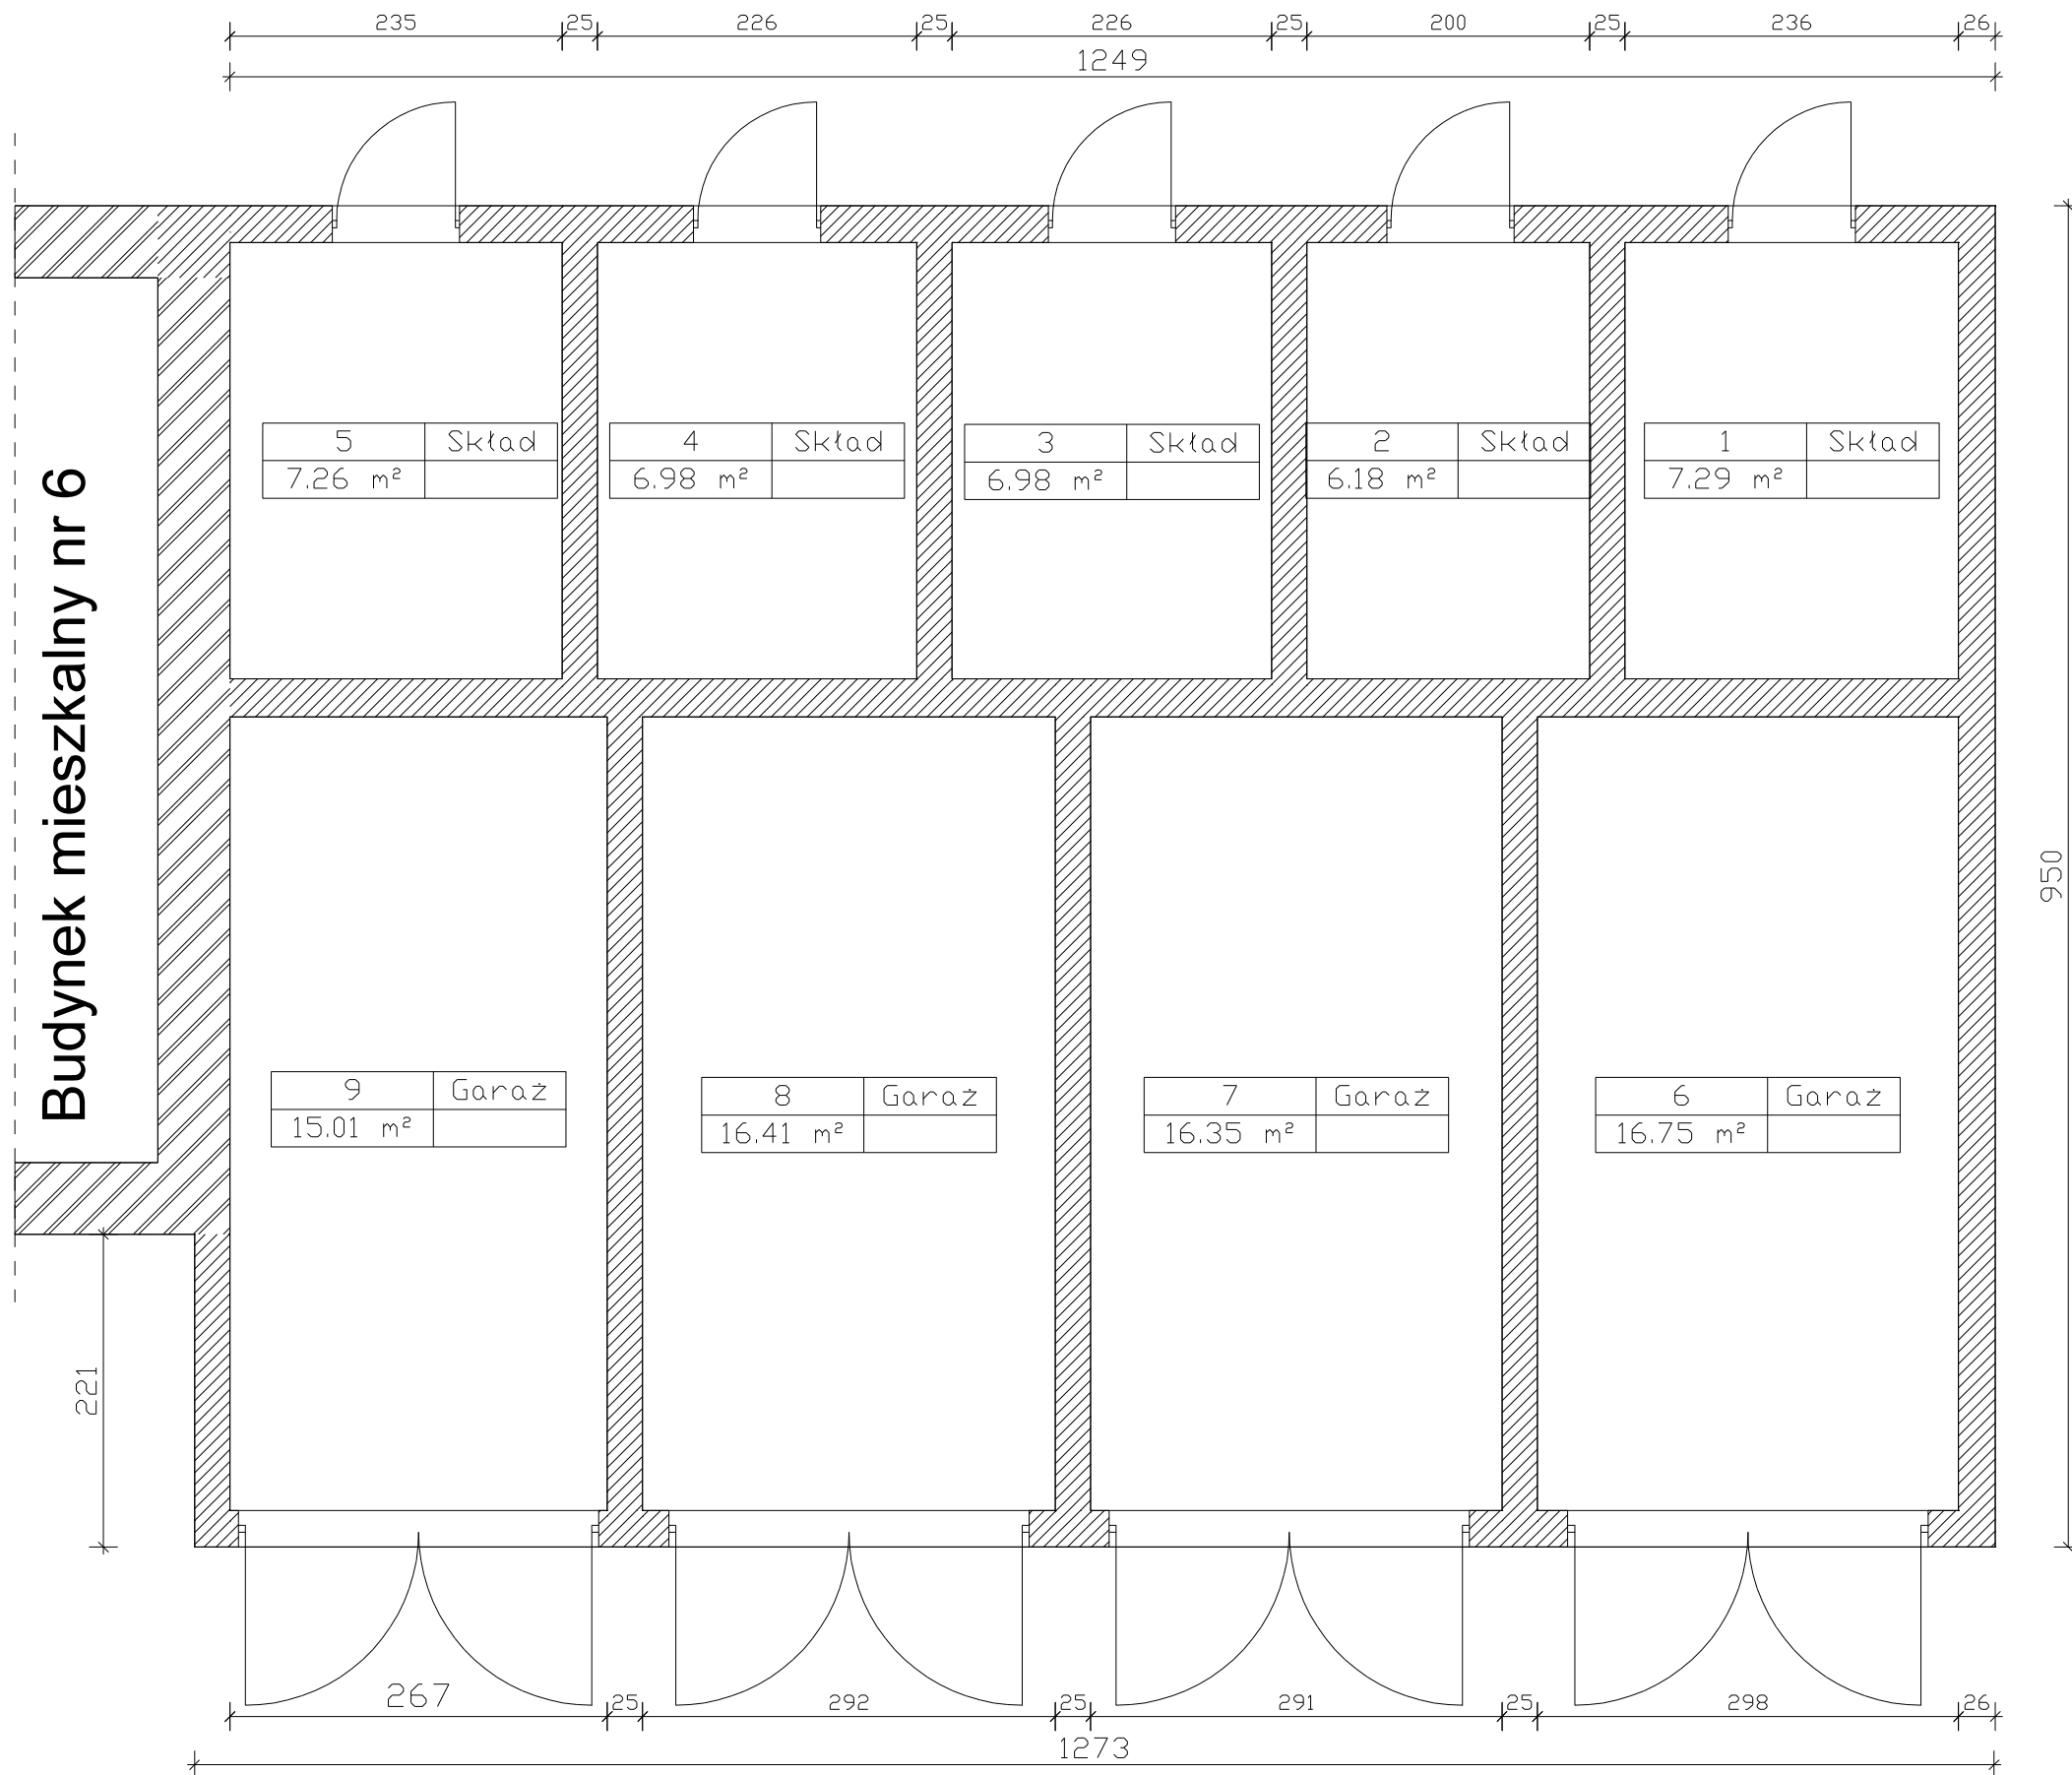 235 25 226 25 226 25 200 25 236 26
1249
5 Skład
7.26 m²
4 Skład
6.98 m²
3 Skład
6.98 m²
2 Skład
6.18 m²
1 Skład
7.29 m²
Budynek mieszkalny nr 6
950
9 Garaż
15.01 m²
8 Garaż
16.41 m²
7 Garaż
16.35 m²
6 Garaż
16.75 m²
221
267 25 292 25 291 25 298 26
1273